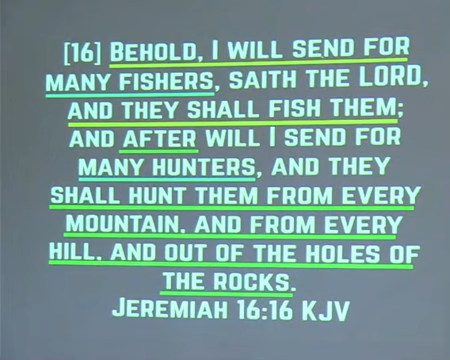 [16] Behold, I will send for
many fishers, saith the LORD,
and they shall fish them;
and after will I send for
many hunters, and they
shall hunt them from every
mountain, and from every
hill, and out of the holes of
the rocks.
Jeremiah 16:16 KJV